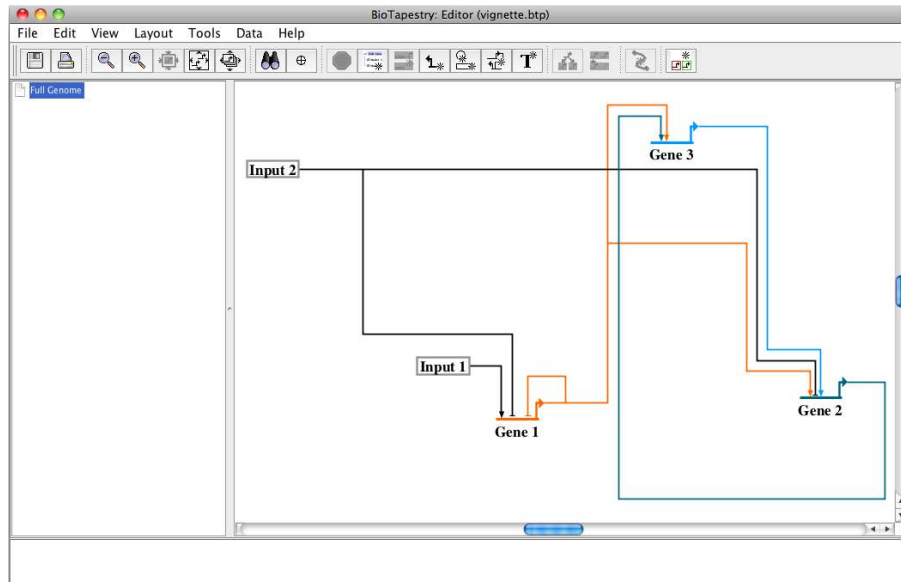 BioTapestry: Editor (vignette.btp)
File Edit View Layout Tools Data Help
Full Genome
Gene 3
Input 2
Input 1
Gene 2
Gene 1